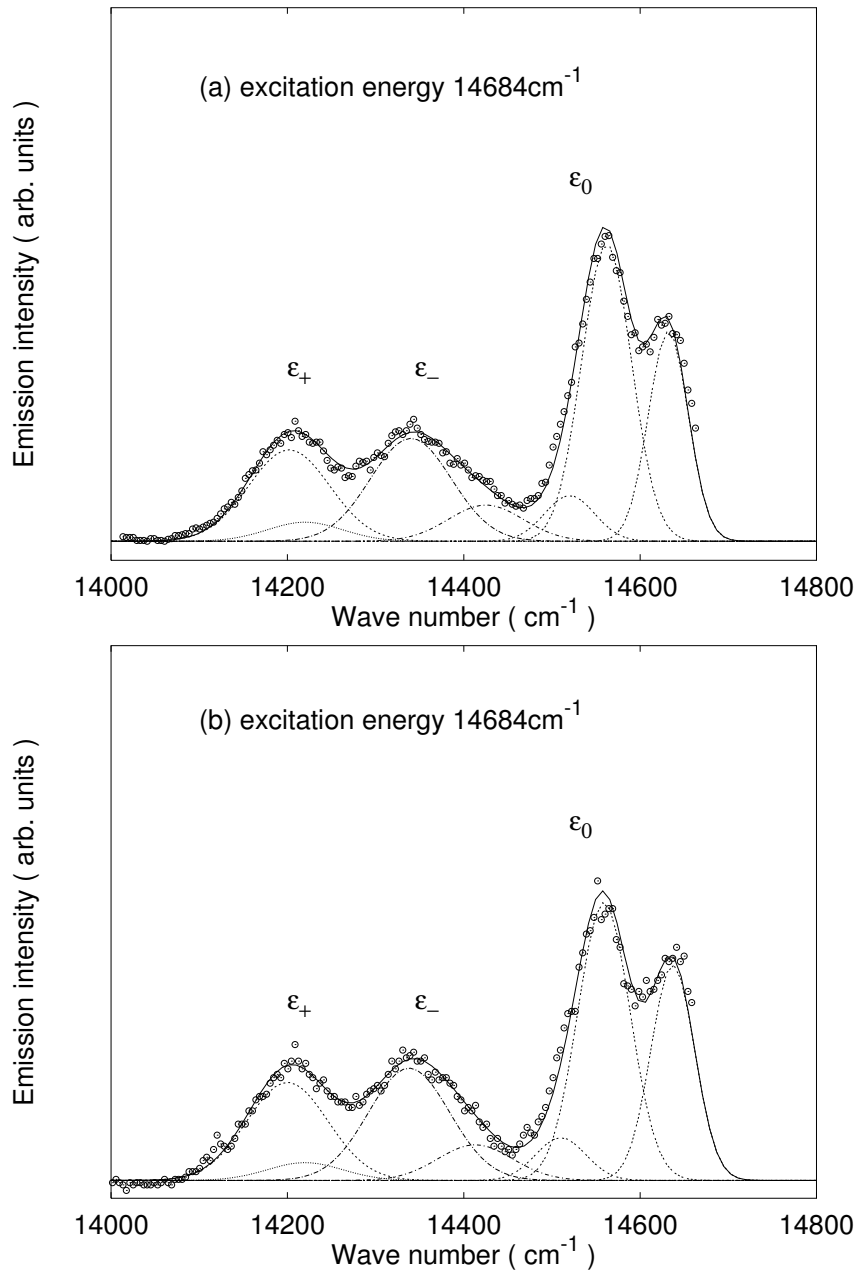 (a) excitation energy 14684cm⁻¹
Emission intensity ( arb. units )
ε₀
ε₊ ε₋
14000 14200 14400 14600 14800
Wave number ( cm⁻¹ )
(b) excitation energy 14684cm⁻¹
Emission intensity ( arb. units )
ε₀
ε₊ ε₋
14000 14200 14400 14600 14800
Wave number ( cm⁻¹ )